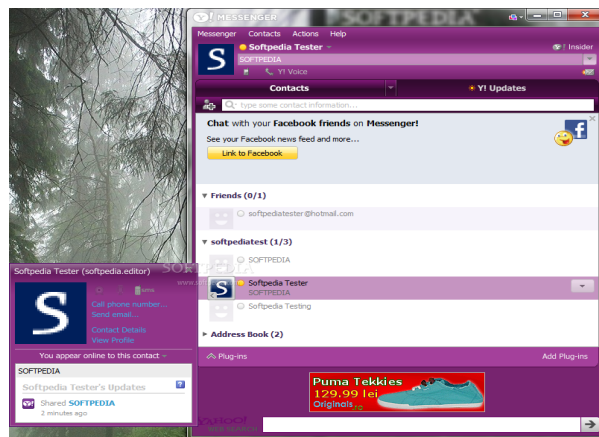 Y! MESSENGER
SOFTPEDIA
Messenger Contacts Actions Help
Softpedia Tester
Y! Insider
SOFTPEDIA
Y! Voice
Contacts
Y! Updates
type some contact information...
Chat with your Facebook friends on Messenger!
See your Facebook news feed and more...
Link to Facebook
Friends (0/1)
softpediatester@hotmail.com
softpediatest (1/3)
SOFTPEDIA
Softpedia Tester
SOFTPEDIA
Softpedia Testing
Address Book (2)
Plug-ins
Add Plug-ins
Puma Tekkies
129.99 lei
Originals
YAHOO!
WEB SEARCH
Softpedia Tester (softpedia.editor)
SOFTPEDIA
S
Call phone number...
Send email...
Contact Details
View Profile
You appear online to this contact
SOFTPEDIA
Softpedia Tester's Updates
Shared SOFTPEDIA
2 minutes ago